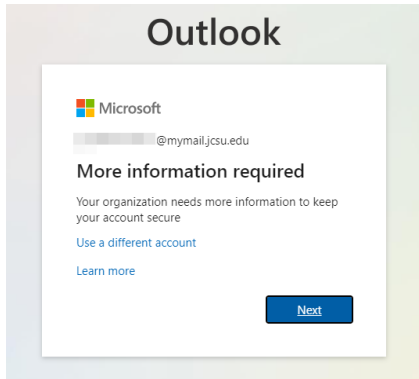 Outlook
Microsoft
@mymail.jcsu.edu
More information required
Your organization needs more information to keep
your account secure
Use a different account
Learn more
Next